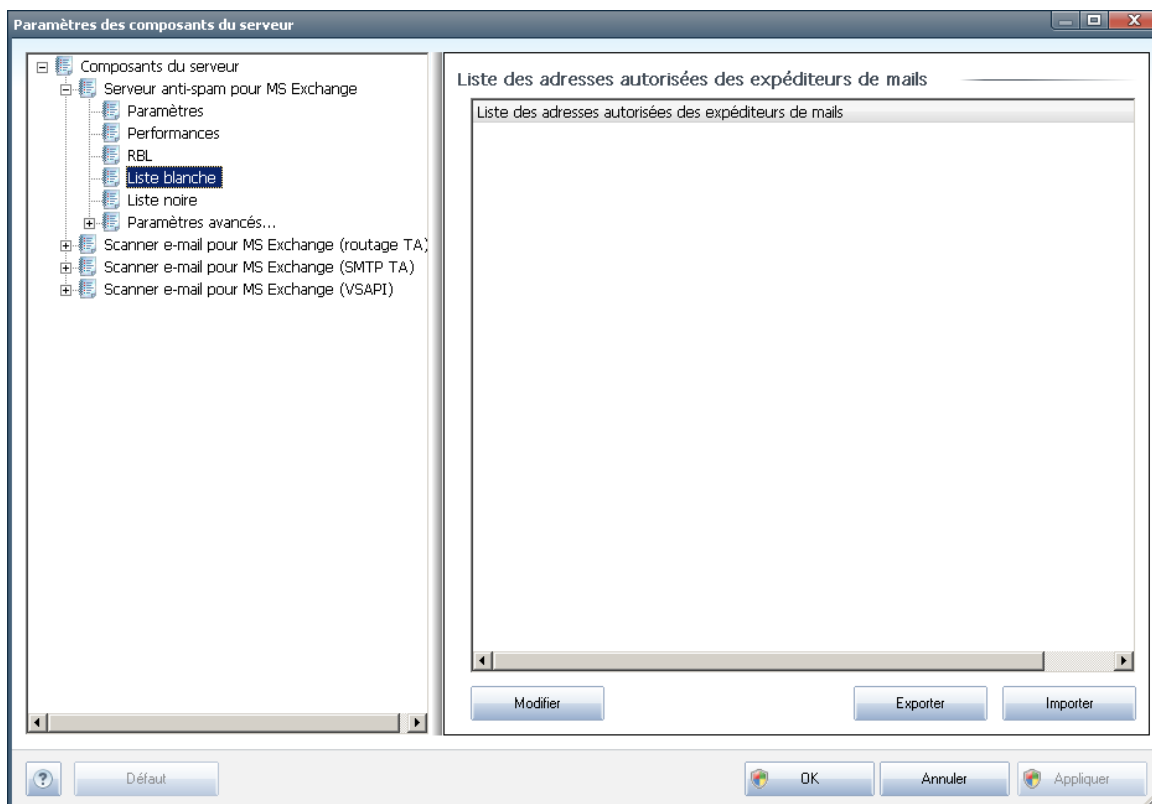 Paramètres des composants du serveur
Composants du serveur
Serveur anti-spam pour MS Exchange
Paramètres
Performances
RBL
Liste blanche
Liste noire
Paramètres avancés...
Scanner e-mail pour MS Exchange (routage TA)
Scanner e-mail pour MS Exchange (SMTP TA)
Scanner e-mail pour MS Exchange (VSAPI)
Liste des adresses autorisées des expéditeurs de mails
Liste des adresses autorisées des expéditeurs de mails
Modifier
Exporter
Importer
?
Défaut
OK
Annuler
Appliquer